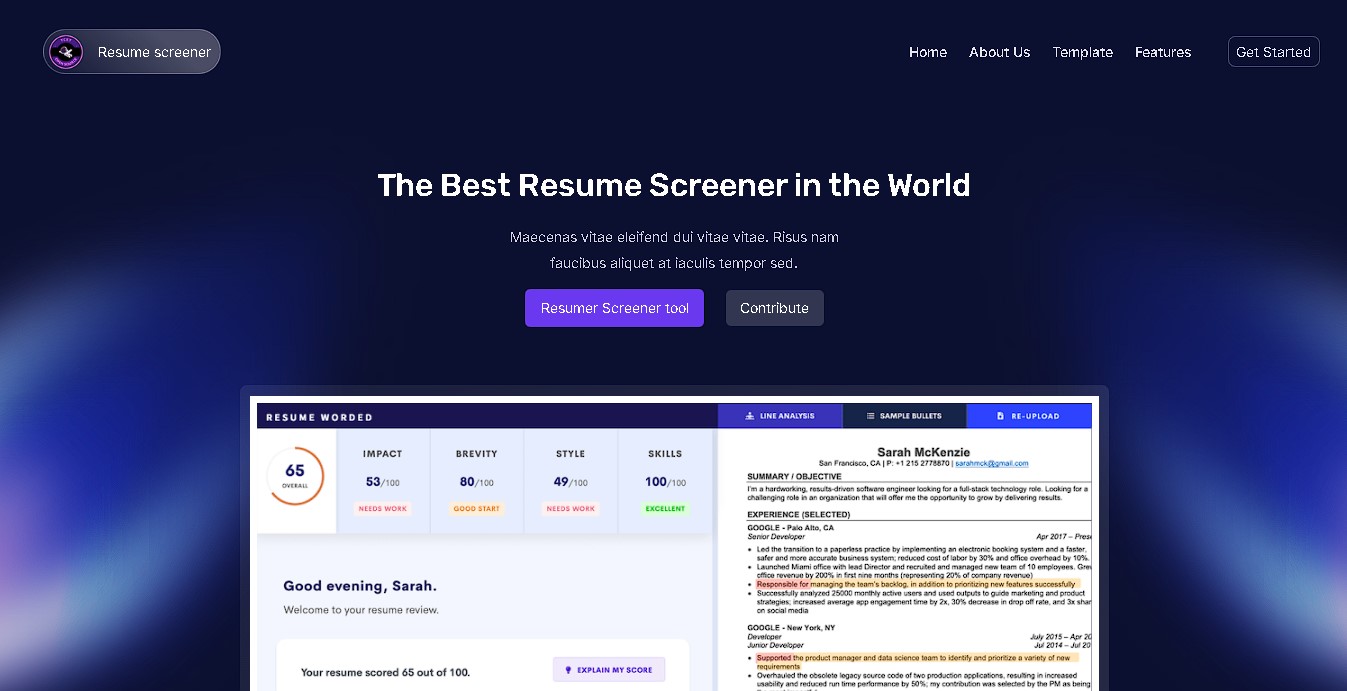 Resume screener
Home
About Us
Template
Features
Get Started
The Best Resume Screener in the World
Maecenas vitae eleifend dui vitae vitae. Risus nam
faucibus aliquet at iaculis tempor sed.
Resumer Screener tool
Contribute
RESUME WORDED
LINE ANALYSIS
SAMPLE BULLETS
RE-UPLOAD
65
OVERALL
IMPACT
53/100
NEEDS WORK
BREVITY
80/100
GOOD START
STYLE
49/100
NEEDS WORK
SKILLS
100/100
EXCELLENT
Good evening, Sarah.
Welcome to your resume review.
Your resume scored 65 out of 100.
EXPLAIN MY SCORE
Sarah McKenzie
San Francisco, CA | P: +1 215 2778870 | sarahmck@gmail.com
SUMMARY / OBJECTIVE
I'm a hardworking, results-driven software engineer looking for a full-stack technology role. Looking for a
challenging role in an organization that will offer me the opportunity to grow by delivering results.
EXPERIENCE (SELECTED)
GOOGLE - Palo Alto, CA
Senior Developer Apr 2017 – Prese
• Led the transition to a paperless practice by implementing an electronic booking system and a faster,
safer and more accurate business system; reduced cost of labor by 30% and office overhead by 10%.
• Launched Miami office with lead Director and recruited and managed new team of 10 employees. Grew
office revenue by 200% in first nine months (representing 20% of company revenue)
• Responsible for managing the team's backlog, in addition to prioritizing new features successfully
• Successfully analyzed 25000 monthly active users and used outputs to guide marketing and product
strategies; increased average app engagement time by 2x, 30% decrease in drop off rate, and 3x shar
on social media
GOOGLE - New York, NY
Developer July 2015 – Apr 20
Junior Developer Jul 2014 – Jul 20
• Supported the product manager and data science team to identify and prioritize a variety of new
requirements
• Overhauled the obsolete legacy source code of two production applications, resulting in increased
usability and reduced run time performance by 50%; my contribution was selected by the PM as being